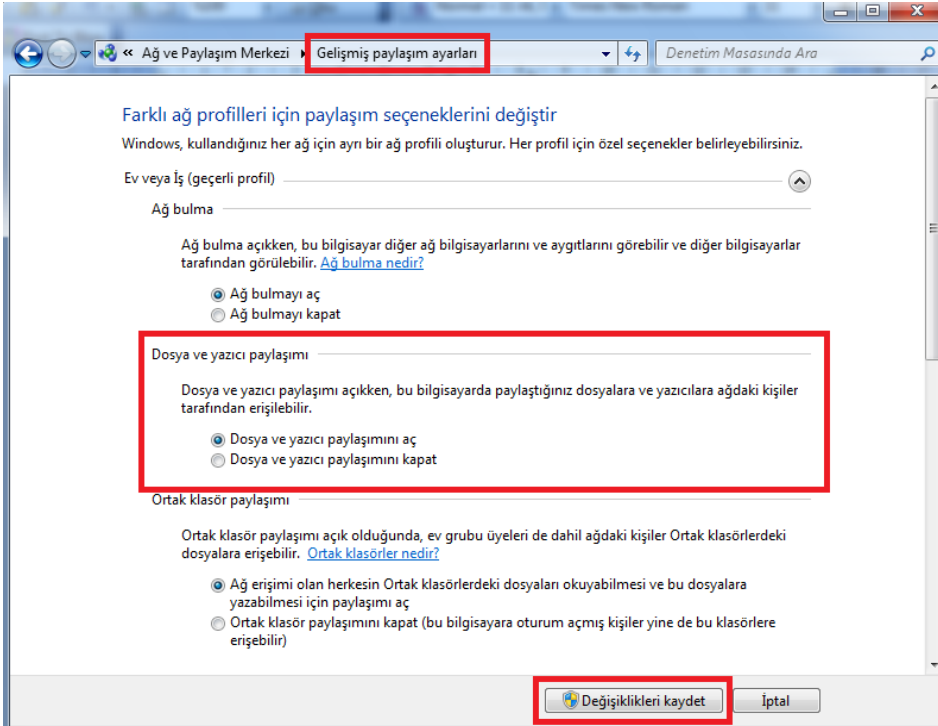 « Ağ ve Paylaşım Merkezi Gelişmiş paylaşım ayarları Denetim Masasında Ara
Farklı ağ profilleri için paylaşım seçeneklerini değiştir
Windows, kullandığınız her ağ için ayrı bir ağ profili oluşturur. Her profil için özel seçenekler belirleyebilirsiniz.
Ev veya İş (geçerli profil)
Ağ bulma
Ağ bulma açıkken, bu bilgisayar diğer ağ bilgisayarlarını ve aygıtlarını görebilir ve diğer bilgisayarlar
tarafından görülebilir. Ağ bulma nedir?
Ağ bulmayı aç
Ağ bulmayı kapat
Dosya ve yazıcı paylaşımı
Dosya ve yazıcı paylaşımı açıkken, bu bilgisayarda paylaştığınız dosyalara ve yazıcılara ağdaki kişiler
tarafından erişilebilir.
Dosya ve yazıcı paylaşımını aç
Dosya ve yazıcı paylaşımını kapat
Ortak klasör paylaşımı
Ortak klasör paylaşımı açık olduğunda, ev grubu üyeleri de dahil ağdaki kişiler Ortak klasörlerdeki
dosyalara erişebilir. Ortak klasörler nedir?
Ağ erişimi olan herkesin Ortak klasörlerdeki dosyaları okuyabilmesi ve bu dosyalara
yazabilmesi için paylaşımı aç
Ortak klasör paylaşımını kapat (bu bilgisayara oturum açmış kişiler yine de bu klasörlere
erişebilir)
Değişiklikleri kaydet İptal